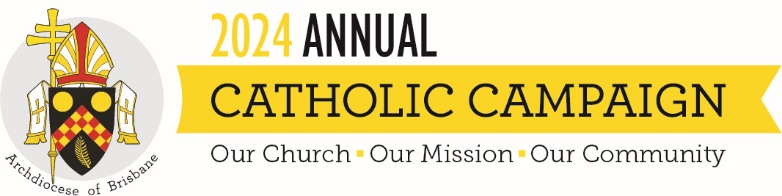 2024 ANNUAL
CATHOLIC CAMPAIGN
Our Church ▪ Our Mission ▪ Our Community
Archdiocese of Brisbane